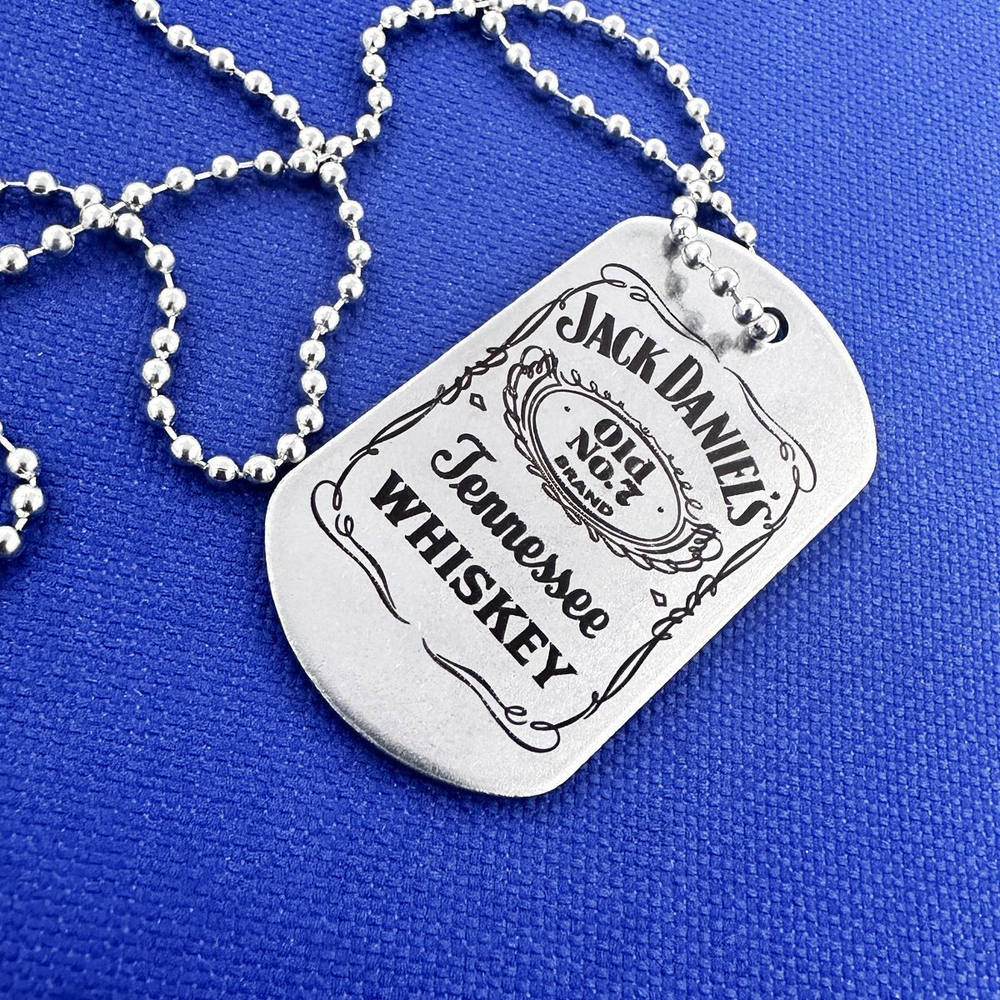 JACK DANIEL'S
Old
NO. 7
BRAND
Tennessee
WHISKEY